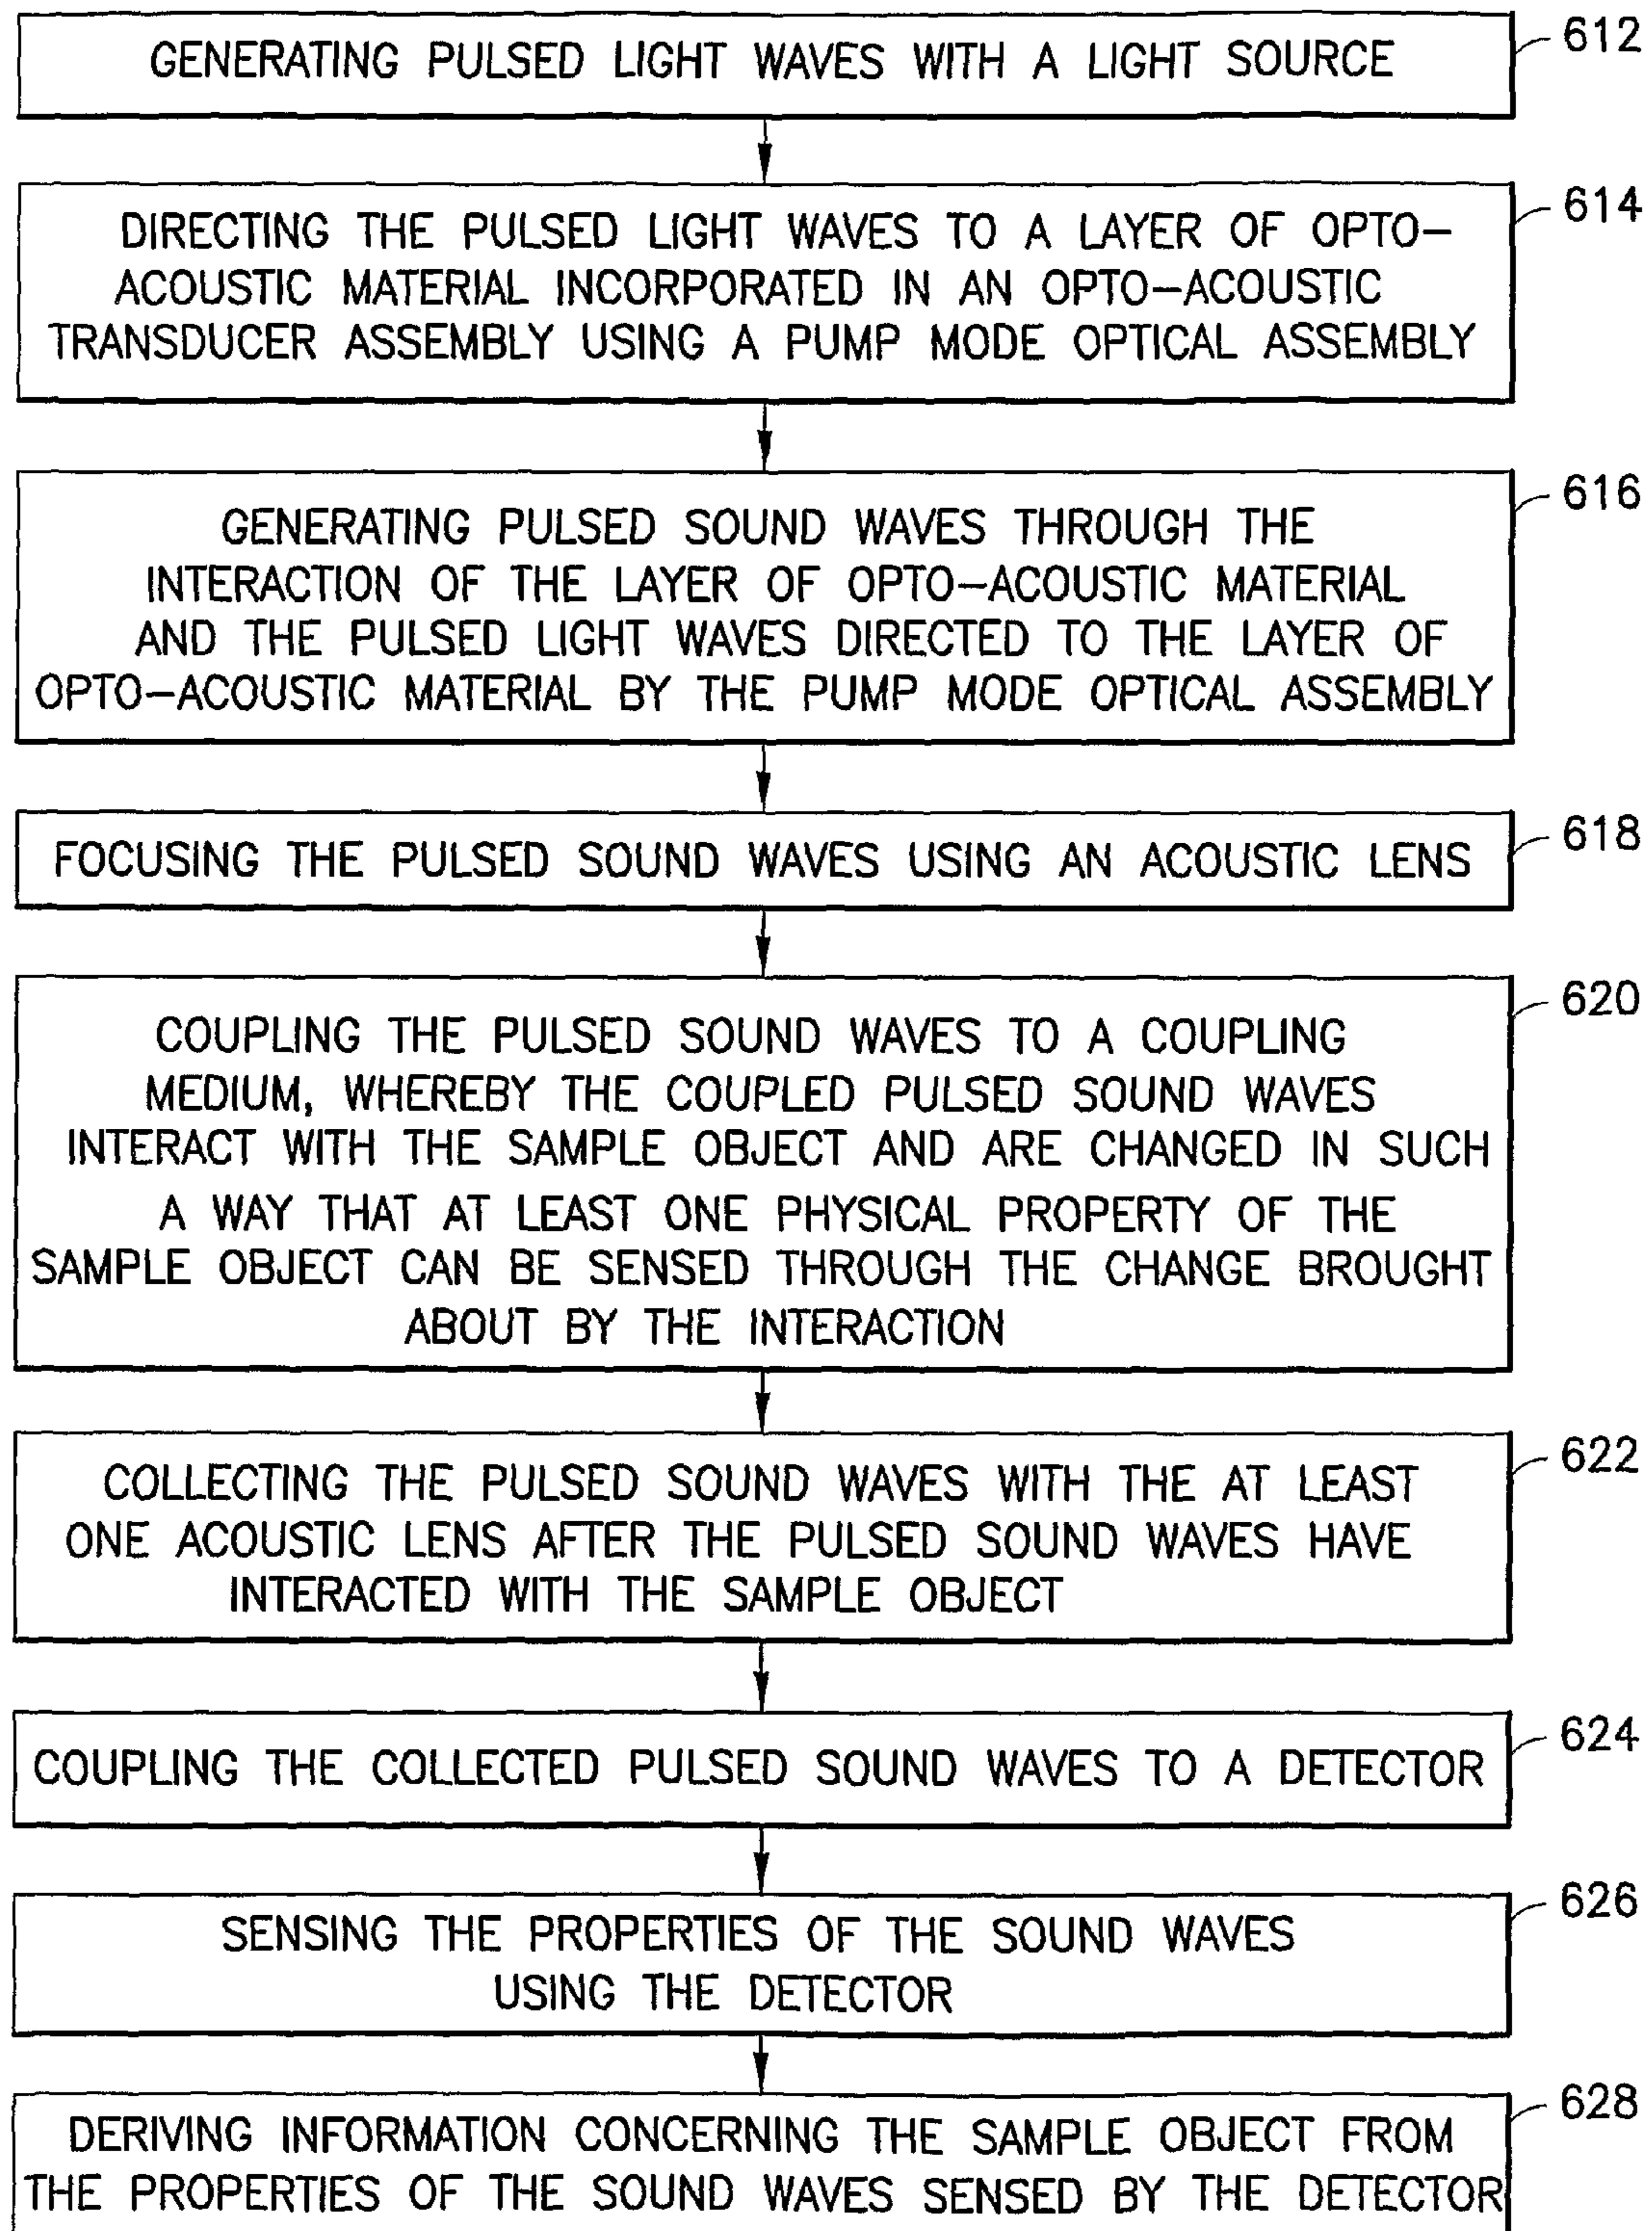 GENERATING PULSED LIGHT WAVES WITH A LIGHT SOURCE
612
DIRECTING THE PULSED LIGHT WAVES TO A LAYER OF OPTO—
ACOUSTIC MATERIAL INCORPORATED IN AN OPTO—ACOUSTIC
TRANSDUCER ASSEMBLY USING A PUMP MODE OPTICAL ASSEMBLY
614
GENERATING PULSED SOUND WAVES THROUGH THE
INTERACTION OF THE LAYER OF OPTO—ACOUSTIC MATERIAL
AND THE PULSED LIGHT WAVES DIRECTED TO THE LAYER OF
OPTO—ACOUSTIC MATERIAL BY THE PUMP MODE OPTICAL ASSEMBLY
616
FOCUSING THE PULSED SOUND WAVES USING AN ACOUSTIC LENS
618
COUPLING THE PULSED SOUND WAVES TO A COUPLING
MEDIUM, WHEREBY THE COUPLED PULSED SOUND WAVES
INTERACT WITH THE SAMPLE OBJECT AND ARE CHANGED IN SUCH
A WAY THAT AT LEAST ONE PHYSICAL PROPERTY OF THE
SAMPLE OBJECT CAN BE SENSED THROUGH THE CHANGE BROUGHT
ABOUT BY THE INTERACTION
620
COLLECTING THE PULSED SOUND WAVES WITH THE AT LEAST
ONE ACOUSTIC LENS AFTER THE PULSED SOUND WAVES HAVE
INTERACTED WITH THE SAMPLE OBJECT
622
COUPLING THE COLLECTED PULSED SOUND WAVES TO A DETECTOR
624
SENSING THE PROPERTIES OF THE SOUND WAVES
USING THE DETECTOR
626
DERIVING INFORMATION CONCERNING THE SAMPLE OBJECT FROM
THE PROPERTIES OF THE SOUND WAVES SENSED BY THE DETECTOR
628